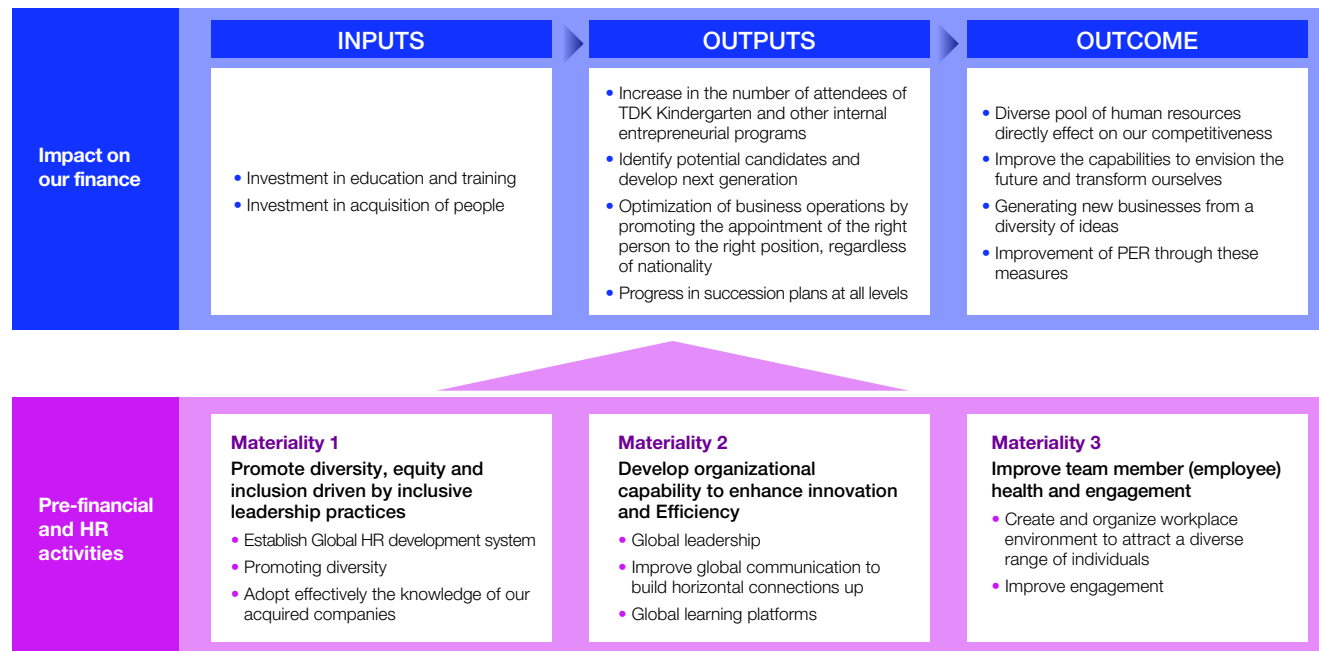 Impact on
our finance
INPUTS
• Investment in education and training
• Investment in acquisition of people
OUTPUTS
• Increase in the number of attendees of
TDK Kindergarten and other internal
entrepreneurial programs
• Identify potential candidates and
develop next generation
• Optimization of business operations by
promoting the appointment of the right
person to the right position, regardless
of nationality
• Progress in succession plans at all levels
OUTCOME
• Diverse pool of human resources
directly effect on our competitiveness
• Improve the capabilities to envision the
future and transform ourselves
• Generating new businesses from a
diversity of ideas
• Improvement of PER through these
measures
Pre-financial
and HR
activities
Materiality 1
Promote diversity, equity and
inclusion driven by inclusive
leadership practices
• Establish Global HR development system
• Promoting diversity
• Adopt effectively the knowledge of our
acquired companies
Materiality 2
Develop organizational
capability to enhance innovation
and Efficiency
• Global leadership
• Improve global communication to
build horizontal connections up
• Global learning platforms
Materiality 3
Improve team member (employee)
health and engagement
• Create and organize workplace
environment to attract a diverse
range of individuals
• Improve engagement